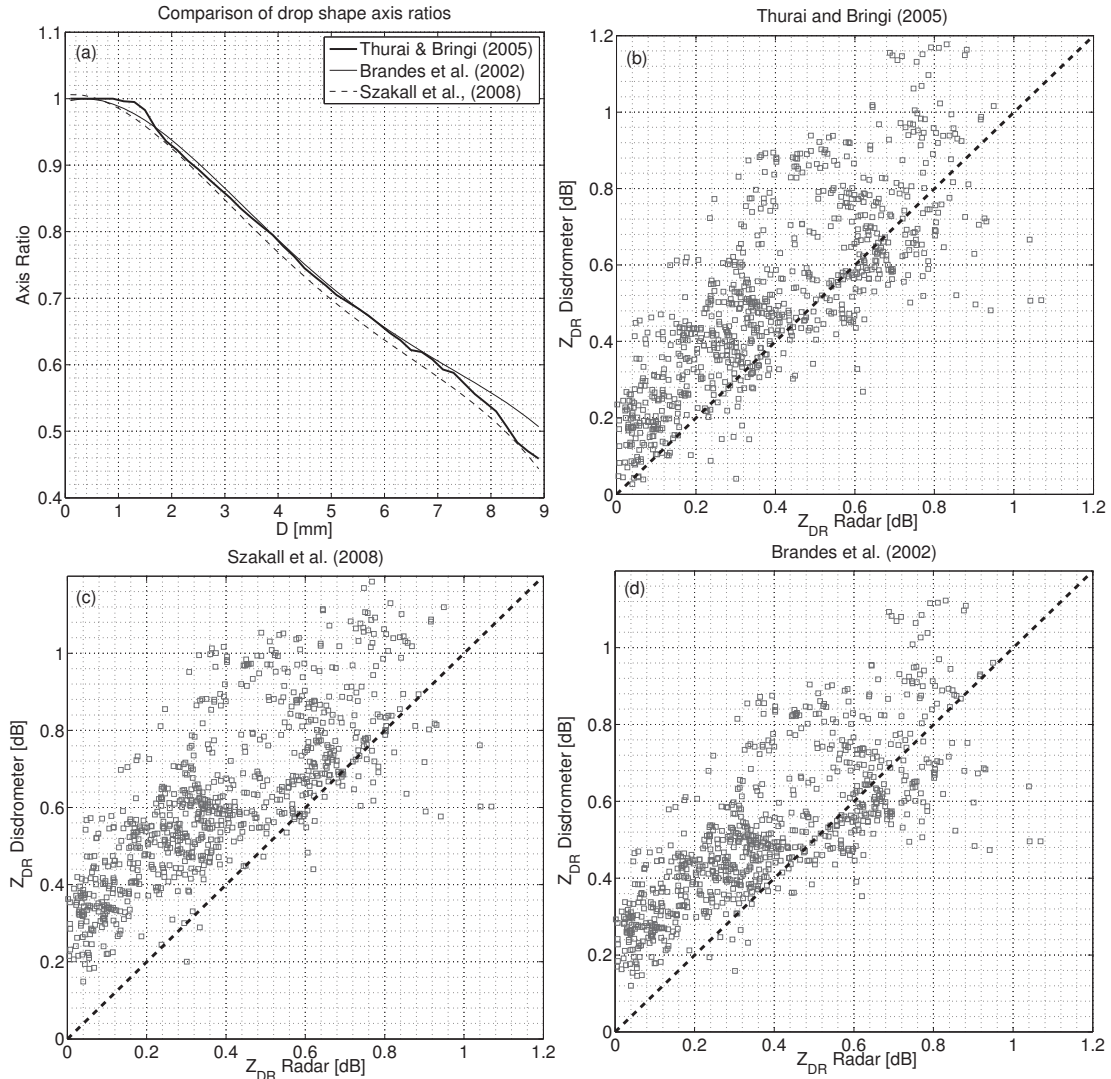 Comparison of drop shape axis ratios
(a)
Thurai & Bringi (2005)
Brandes et al. (2002)
Szakall et al., (2008)
1.1
1
0.9
0.8
0.7
0.6
0.5
0.4
Axis Ratio
0 1 2 3 4 5 6 7 8 9
D [mm]
Thurai and Bringi (2005)
(b)
1.2
1
0.8
0.6
0.4
0.2
0
Z_DR Disdrometer [dB]
0 0.2 0.4 0.6 0.8 1 1.2
Z_DR Radar [dB]
Szakall et al. (2008)
(c)
1
0.8
0.6
0.4
0.2
0
Z_DR Disdrometer [dB]
0 0.2 0.4 0.6 0.8 1 1.2
Z_DR Radar [dB]
Brandes et al. (2002)
(d)
1
0.8
0.6
0.4
0.2
0
Z_DR Disdrometer [dB]
0 0.2 0.4 0.6 0.8 1 1.2
Z_DR Radar [dB]